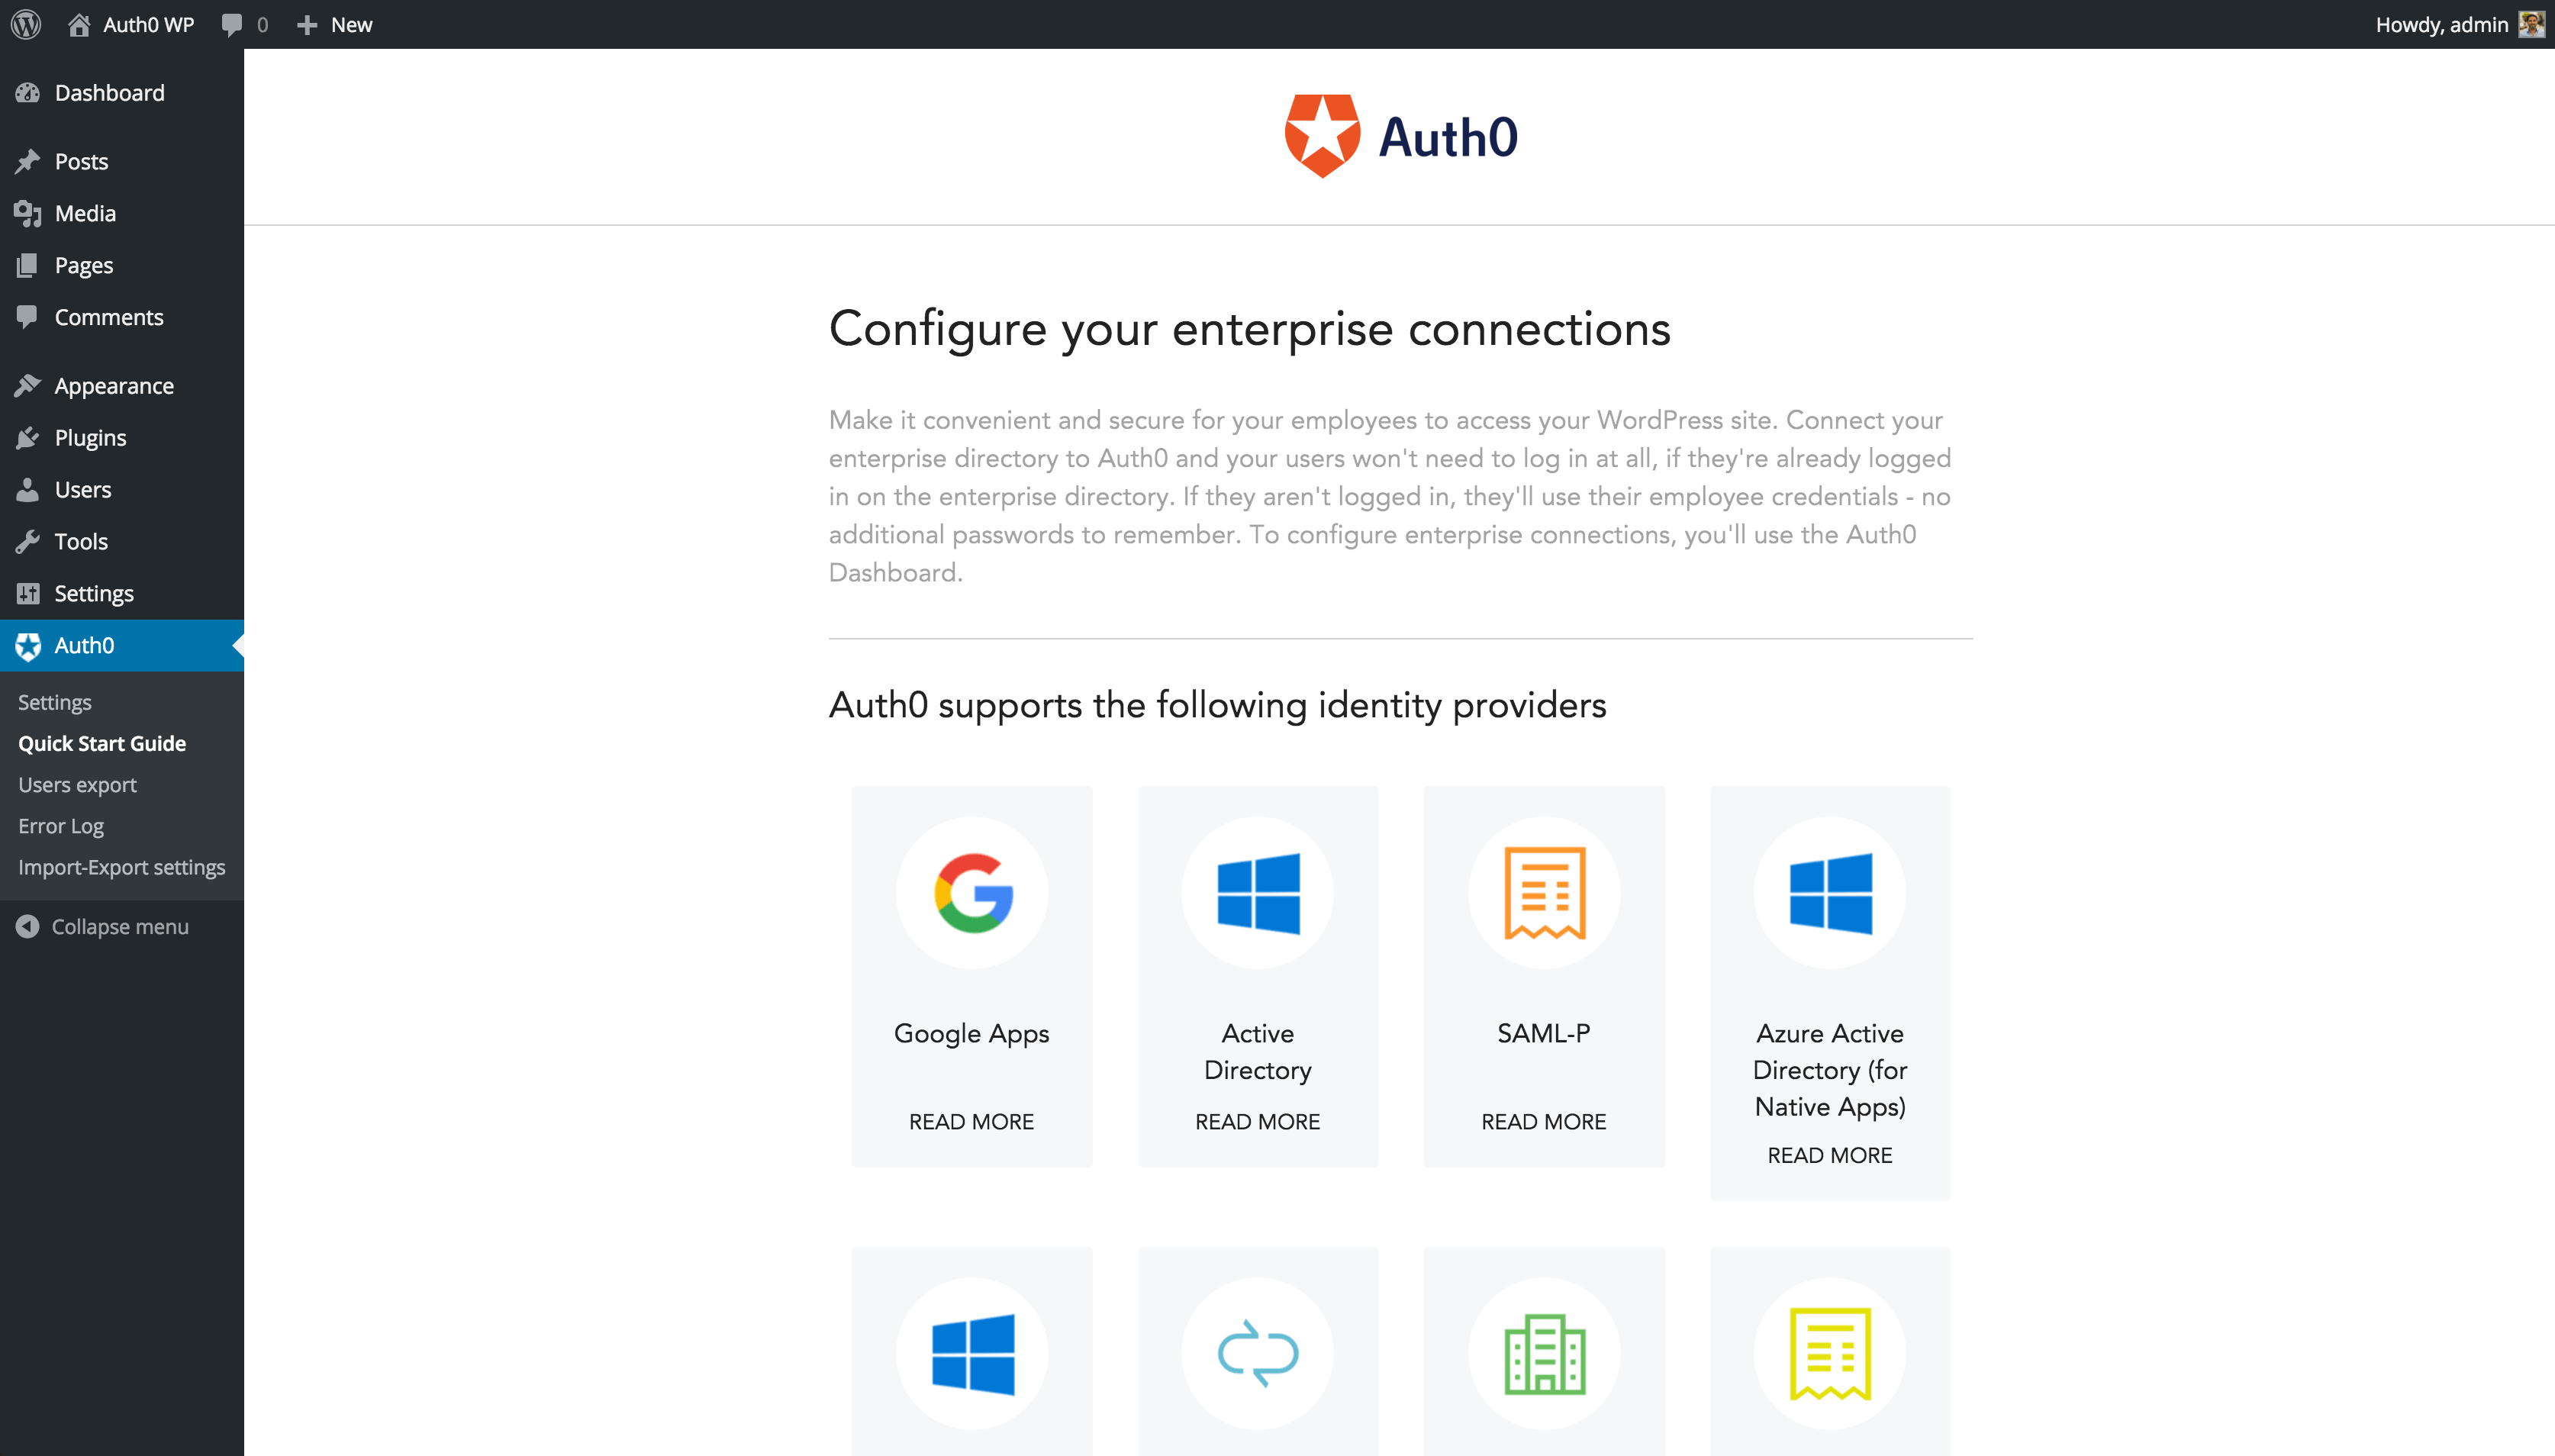 Auth0 WP
0
New
Howdy, admin
Dashboard
Posts
Media
Pages
Comments
Appearance
Plugins
Users
Tools
Settings
Auth0
Settings
Quick Start Guide
Users export
Error Log
Import-Export settings
Collapse menu
Auth0
Configure your enterprise connections
Make it convenient and secure for your employees to access your WordPress site. Connect your
enterprise directory to Auth0 and your users won't need to log in at all, if they're already logged
in on the enterprise directory. If they aren't logged in, they'll use their employee credentials - no
additional passwords to remember. To configure enterprise connections, you'll use the Auth0
Dashboard.
Auth0 supports the following identity providers
Google Apps
READ MORE
Active
Directory
READ MORE
SAML-P
READ MORE
Azure Active
Directory (for
Native Apps)
READ MORE